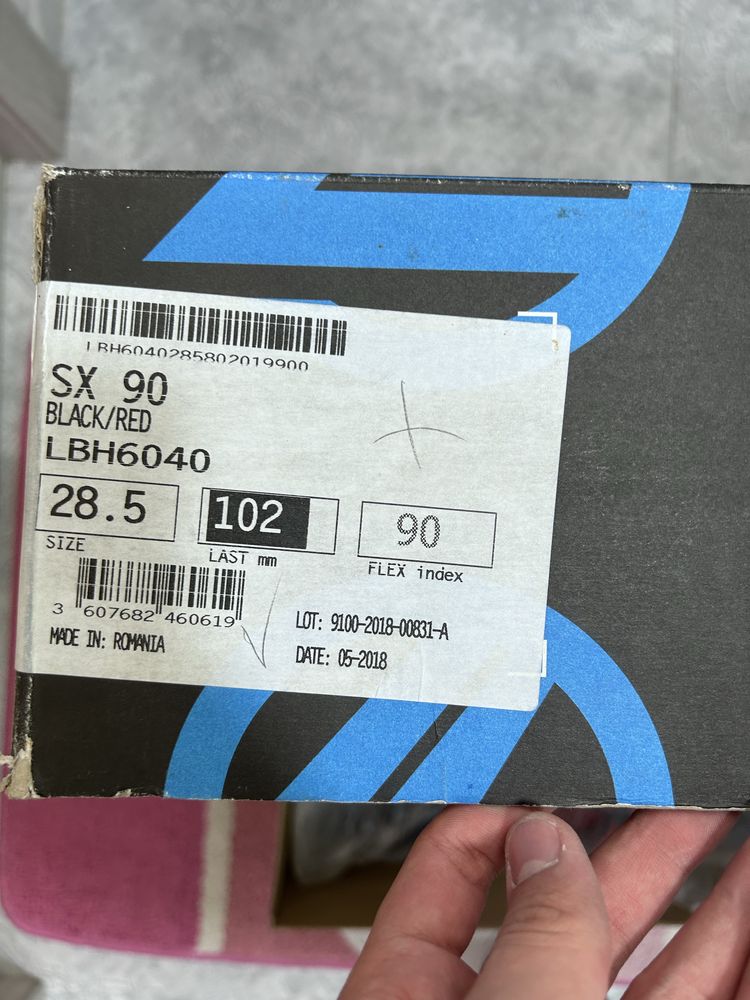 LBH6040285802019900
SX 90
BLACK/RED
LBH6040
28.5 102 90
SIZE LAST mm FLEX index
3 607682 460619
LOT: 9100-2018-00831-A
MADE IN: ROMANIA
DATE: 05-2018